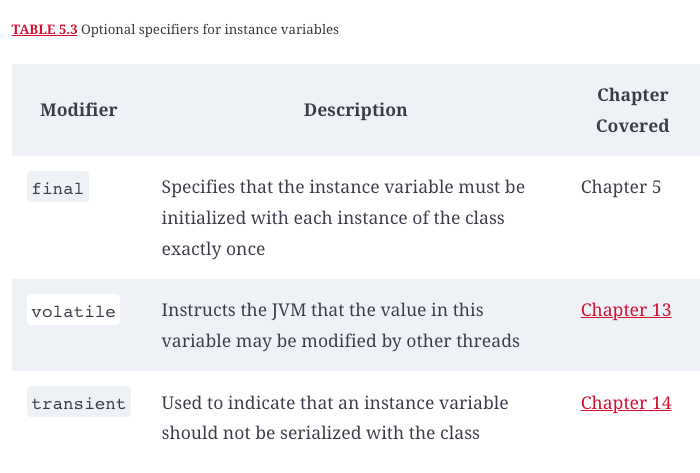 TABLE 5.3 Optional specifiers for instance variables
Modifier Description Chapter
Covered
final Specifies that the instance variable must be Chapter 5
initialized with each instance of the class
exactly once
volatile Instructs the JVM that the value in this Chapter 13
variable may be modified by other threads
transient Used to indicate that an instance variable Chapter 14
should not be serialized with the class